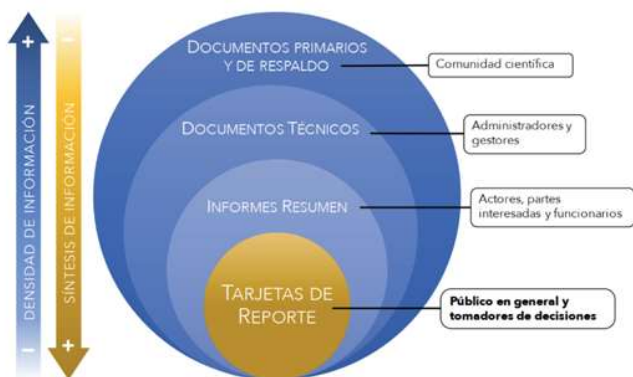 +
DENSIDAD DE INFORMACIÓN
–
–
SÍNTESIS DE INFORMACIÓN
+
DOCUMENTOS PRIMARIOS
Y DE RESPALDO
Comunidad científica
DOCUMENTOS TÉCNICOS
Administradores y
gestores
INFORMES RESUMEN
Actores, partes
interesadas y funcionarios
TARJETAS DE
REPORTE
Público en general y
tomadores de decisiones